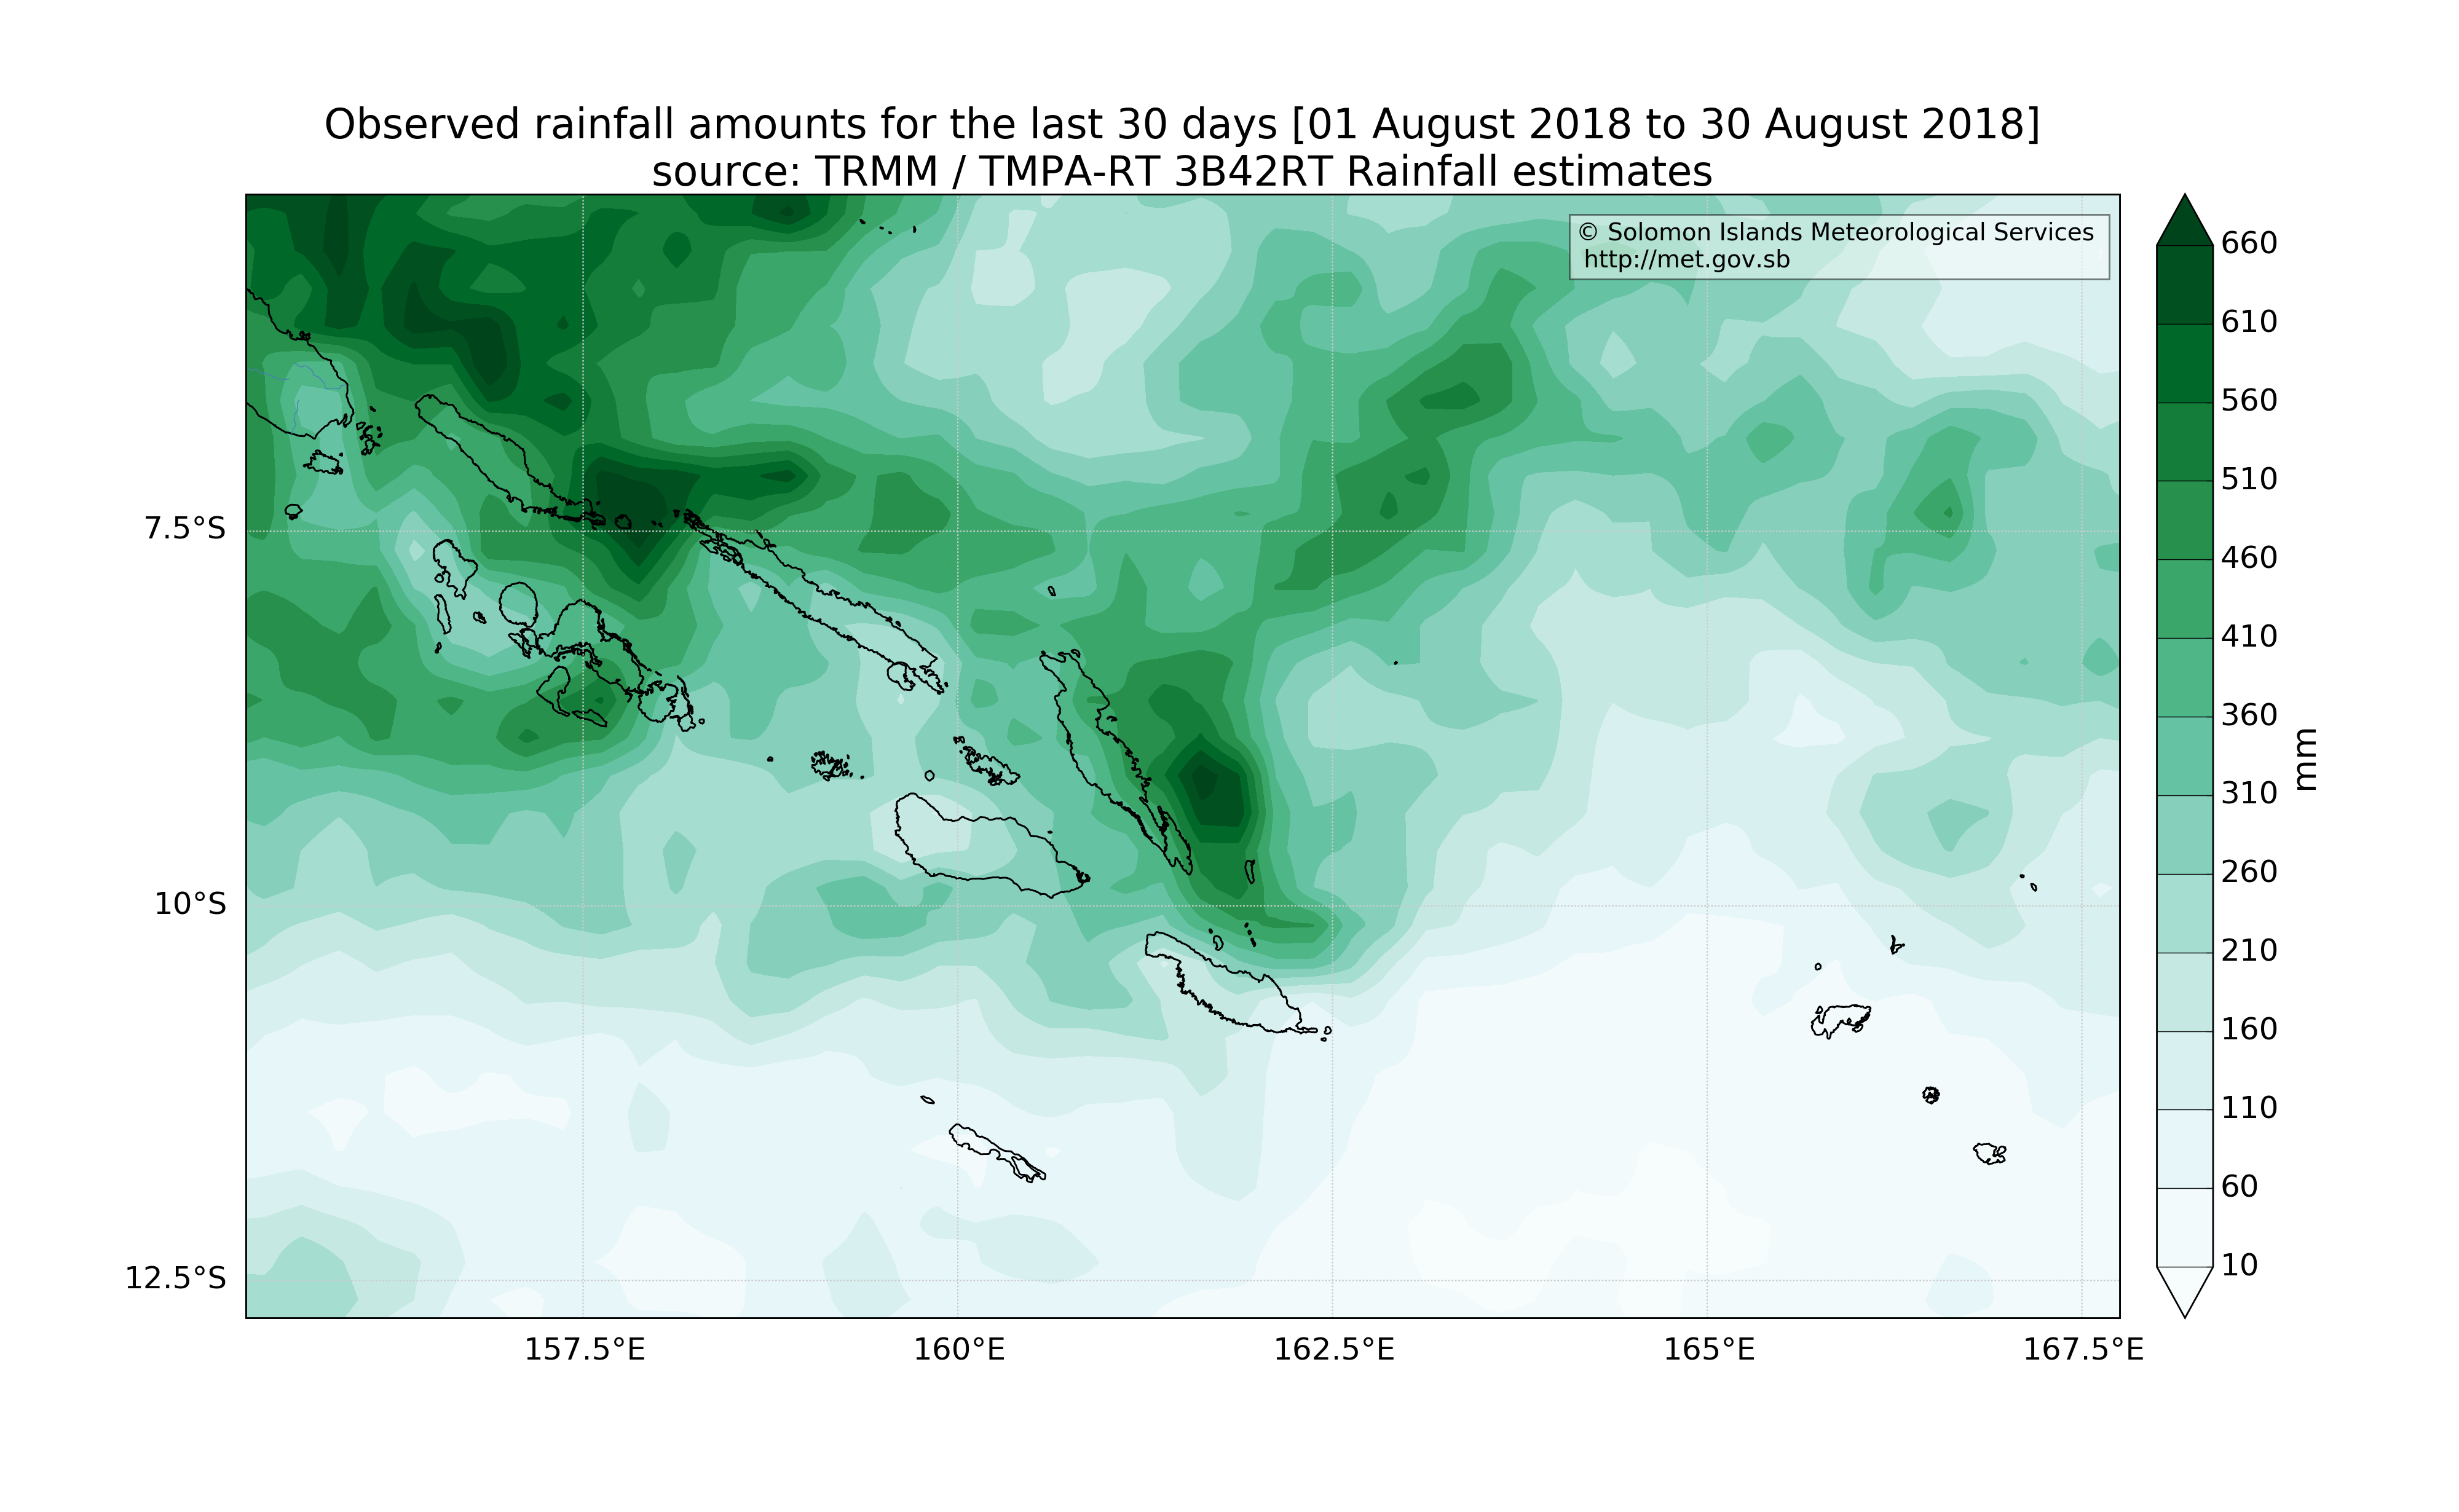 Observed rainfall amounts for the last 30 days [01 August 2018 to 30 August 2018]
source: TRMM / TMPA-RT 3B42RT Rainfall estimates
© Solomon Islands Meteorological Services
http://met.gov.sb
7.5°S
10°S
12.5°S
157.5°E
160°E
162.5°E
165°E
167.5°E
660
610
560
510
460
410
360
310
260
210
160
110
60
10
mm